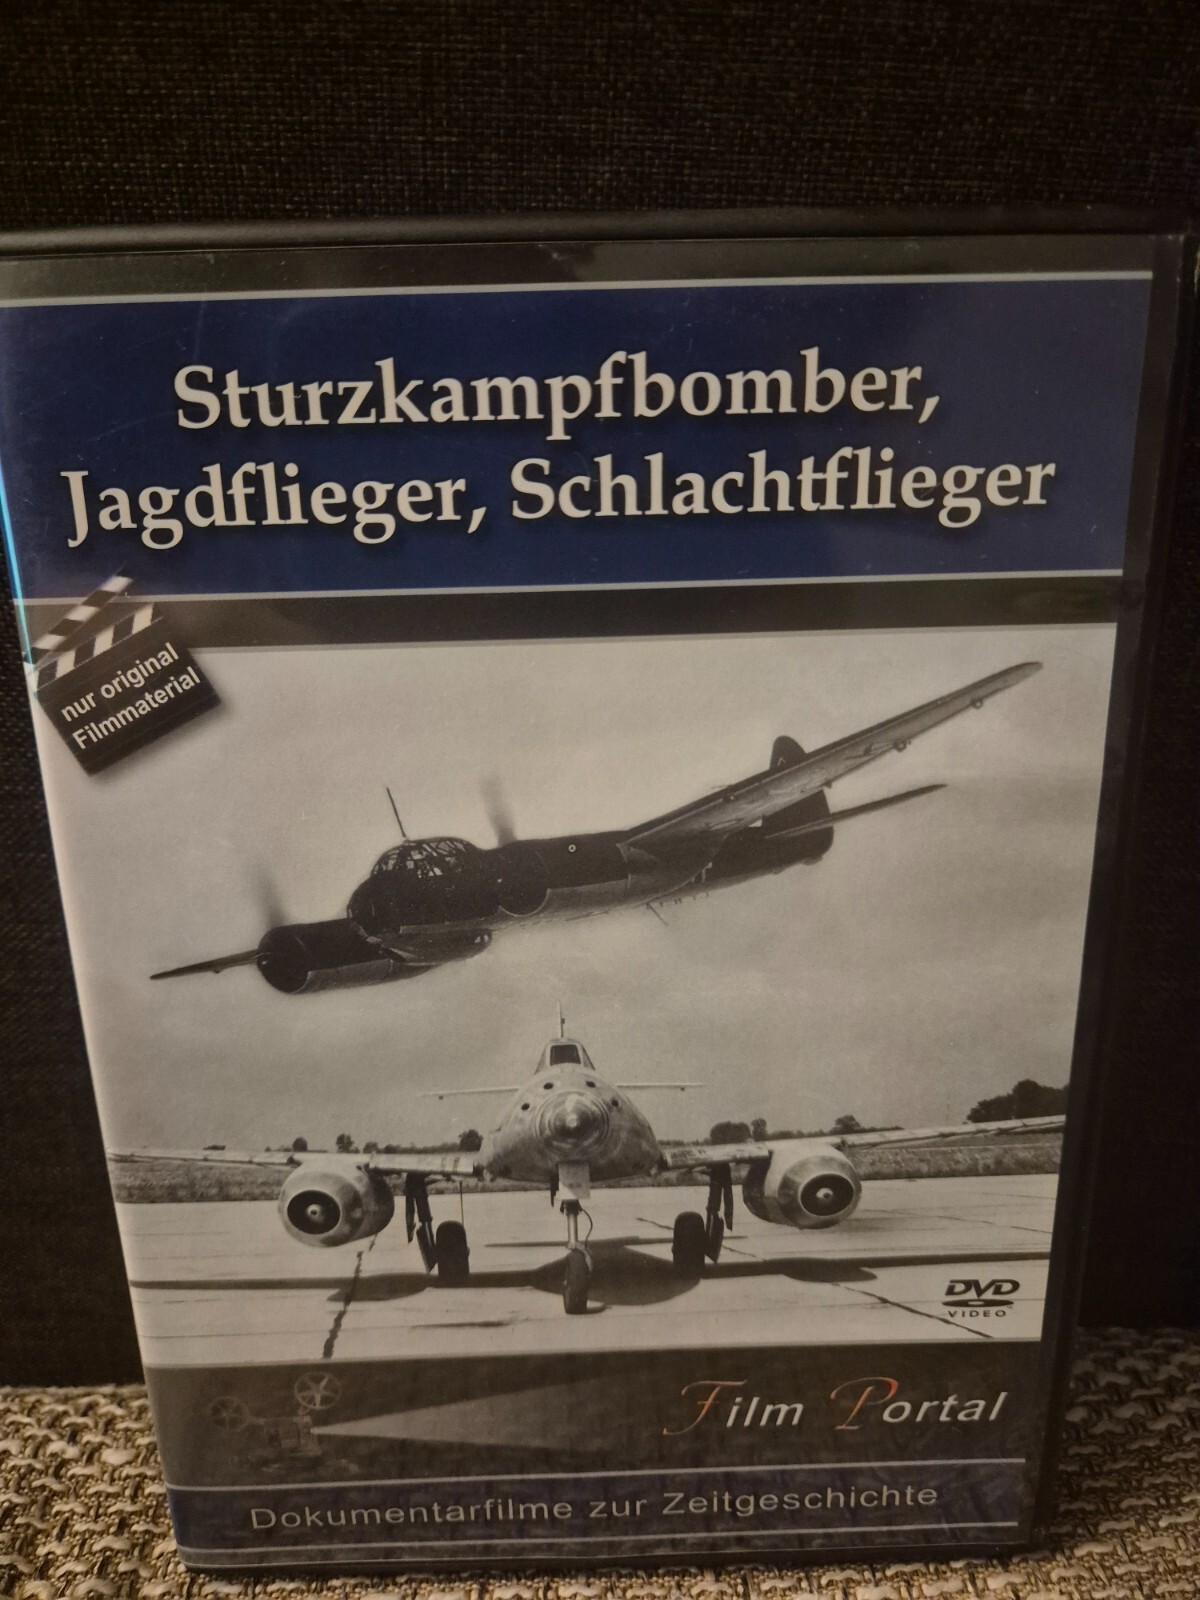 Sturzkampfbomber,
Jagdflieger, Schlachtflieger
nur original
Filmmaterial
DVD
VIDEO
Film Portal
Dokumentarfilme zur Zeitgeschichte